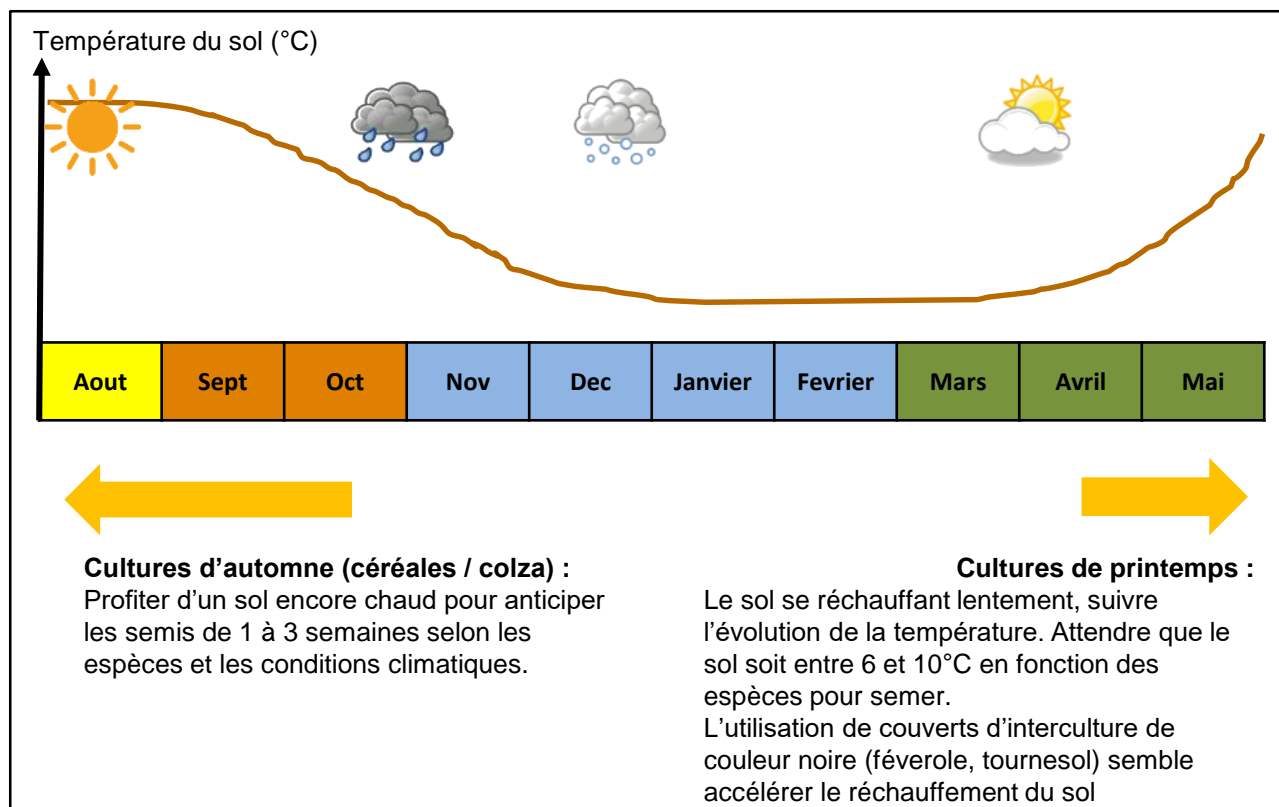 Température du sol (°C)
Aout Sept Oct Nov Dec Janvier Fevrier Mars Avril Mai
Cultures d'automne (céréales / colza) :
Profiter d'un sol encore chaud pour anticiper
les semis de 1 à 3 semaines selon les
espèces et les conditions climatiques.
Cultures de printemps :
Le sol se réchauffant lentement, suivre
l'évolution de la température. Attendre que le
sol soit entre 6 et 10°C en fonction des
espèces pour semer.
L'utilisation de couverts d'interculture de
couleur noire (féverole, tournesol) semble
accélérer le réchauffement du sol